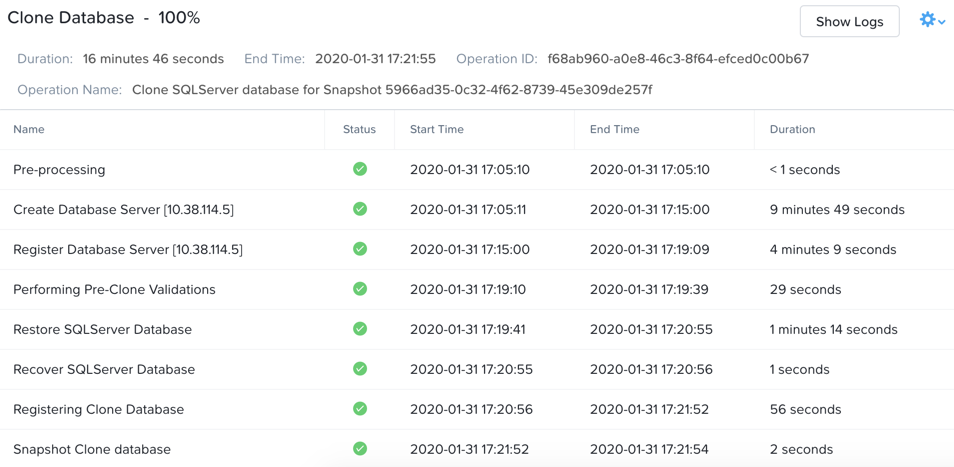 Clone Database - 100%
Show Logs
Duration: 16 minutes 46 seconds End Time: 2020-01-31 17:21:55 Operation ID: f68ab960-a0e8-46c3-8f64-efced0c00b67
Operation Name: Clone SQLServer database for Snapshot 5966ad35-0c32-4f62-8739-45e309de257f
Name Status Start Time End Time Duration
Pre-processing 2020-01-31 17:05:10 2020-01-31 17:05:10 < 1 seconds
Create Database Server [10.38.114.5] 2020-01-31 17:05:11 2020-01-31 17:15:00 9 minutes 49 seconds
Register Database Server [10.38.114.5] 2020-01-31 17:15:00 2020-01-31 17:19:09 4 minutes 9 seconds
Performing Pre-Clone Validations 2020-01-31 17:19:10 2020-01-31 17:19:39 29 seconds
Restore SQLServer Database 2020-01-31 17:19:41 2020-01-31 17:20:55 1 minutes 14 seconds
Recover SQLServer Database 2020-01-31 17:20:55 2020-01-31 17:20:56 1 seconds
Registering Clone Database 2020-01-31 17:20:56 2020-01-31 17:21:52 56 seconds
Snapshot Clone database 2020-01-31 17:21:52 2020-01-31 17:21:54 2 seconds